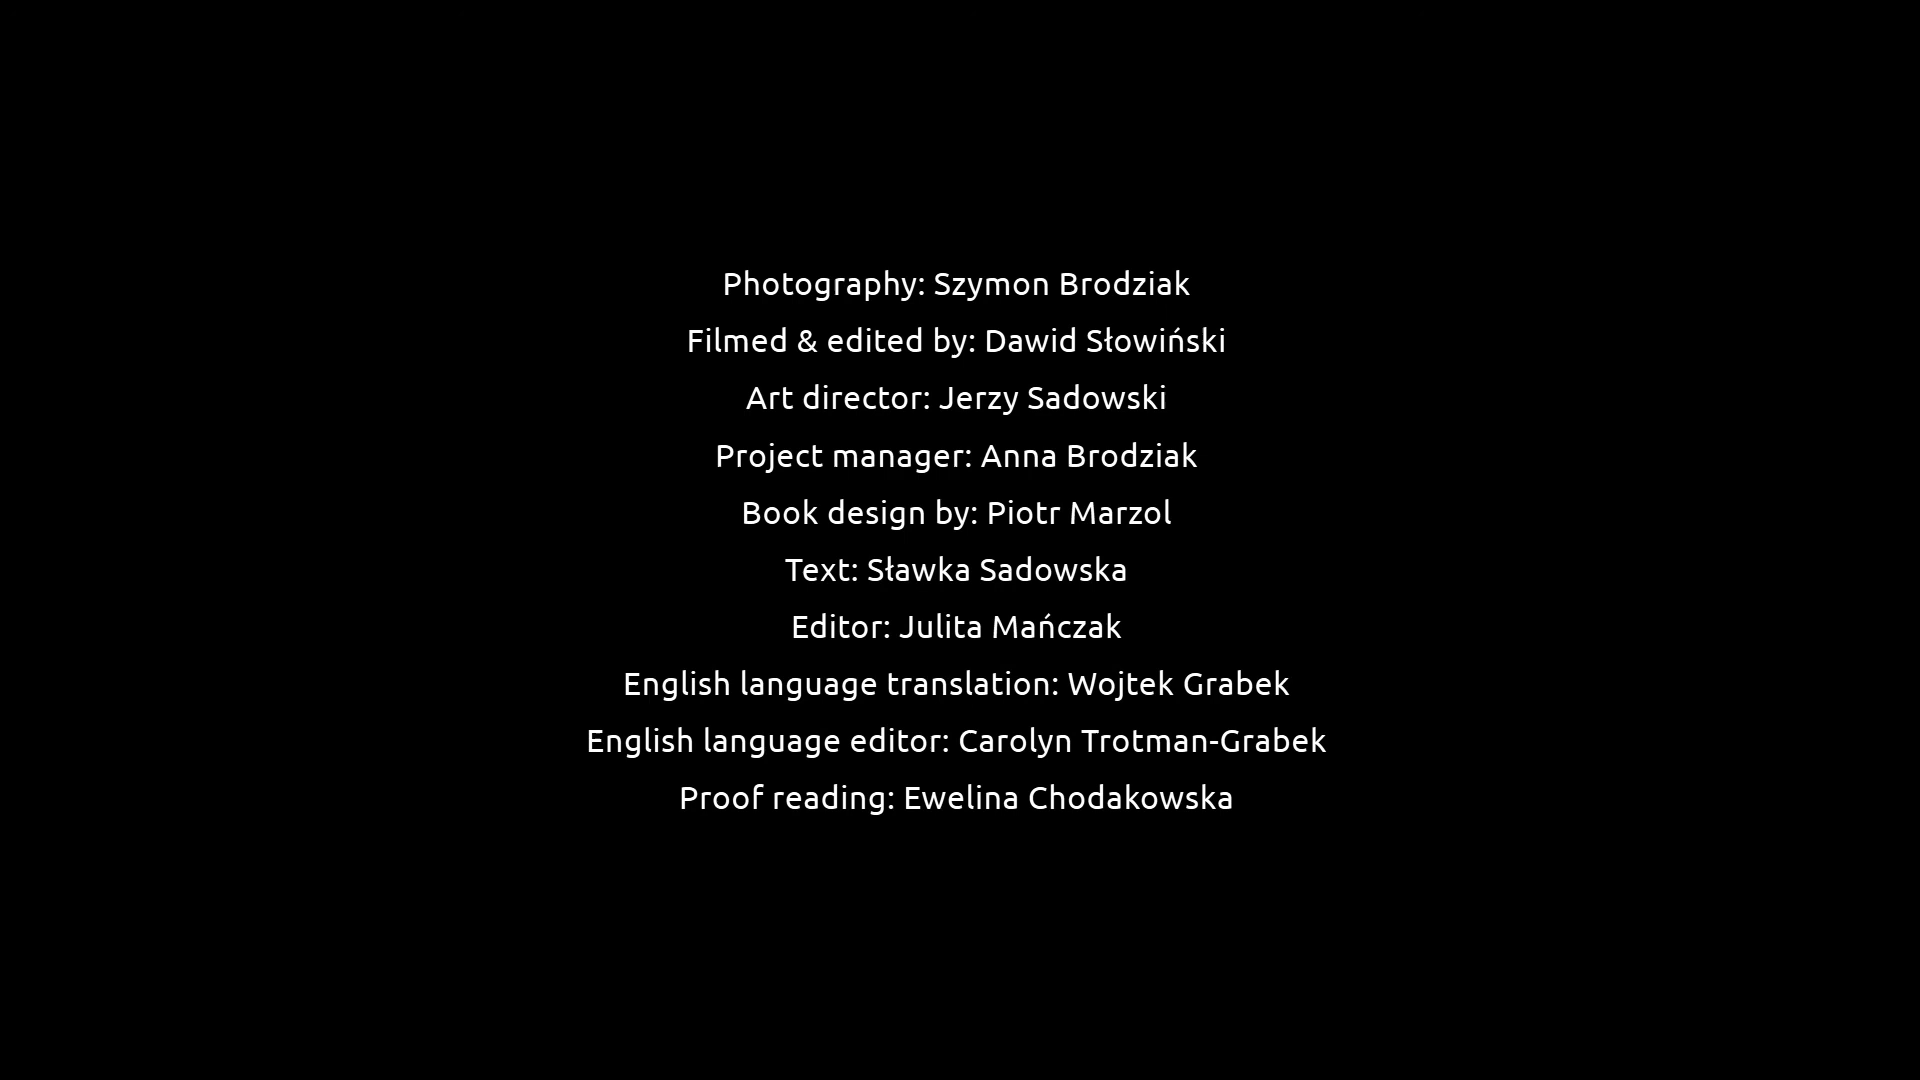 Photography: Szymon Brodziak
Filmed & edited by: Dawid Słowiński
Art director: Jerzy Sadowski
Project manager: Anna Brodziak
Book design by: Piotr Marzol
Text: Sławka Sadowska
Editor: Julita Mańczak
English language translation: Wojtek Grabek
English language editor: Carolyn Trotman-Grabek
Proof reading: Ewelina Chodakowska